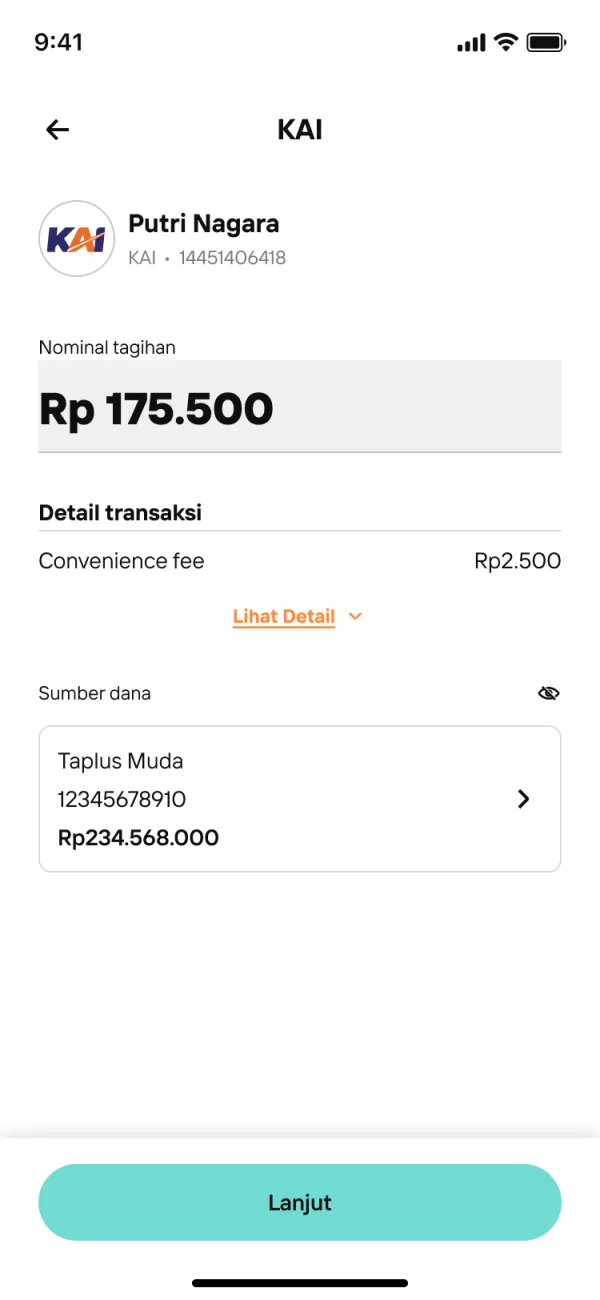 9:41
KAI
KAI
Putri Nagara
KAI • 14451406418
Nominal tagihan
Rp 175.500
Detail transaksi
Convenience fee Rp2.500
Lihat Detail
Sumber dana
Taplus Muda
12345678910
Rp234.568.000
Lanjut